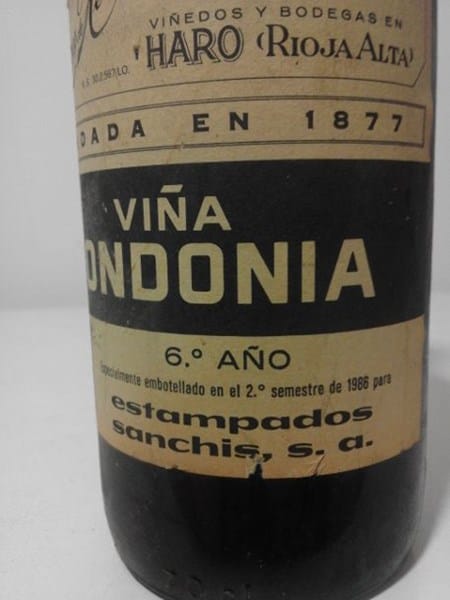 VIÑEDOS Y BODEGAS EN
HARO (RIOJA ALTA)
DADA EN 1877
VIÑA
ONDONIA
6.º AÑO
Especialmente embotellado en el 2.º semestre de 1986 para
estampados
sanchis, s. a.